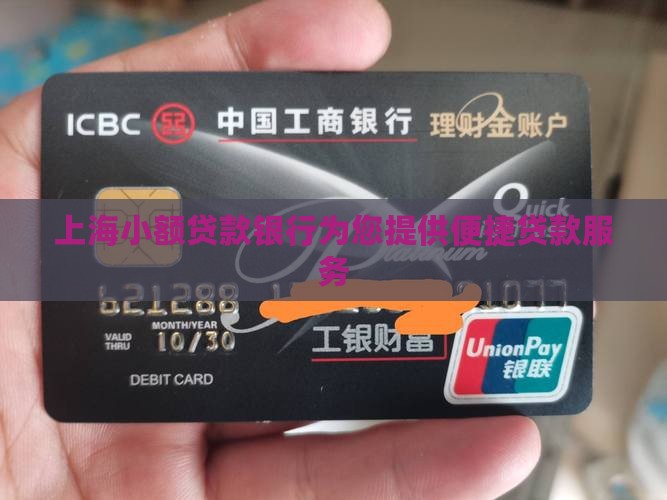 ICBC 中国工商银行 理财金账户
Quick
上海小额贷款银行为您提供便捷贷款服
务
Platinum
621288
1077
MONTH/YEAR
VALID
THRU
10/30
工银财富
UnionPay
银联
DEBIT CARD